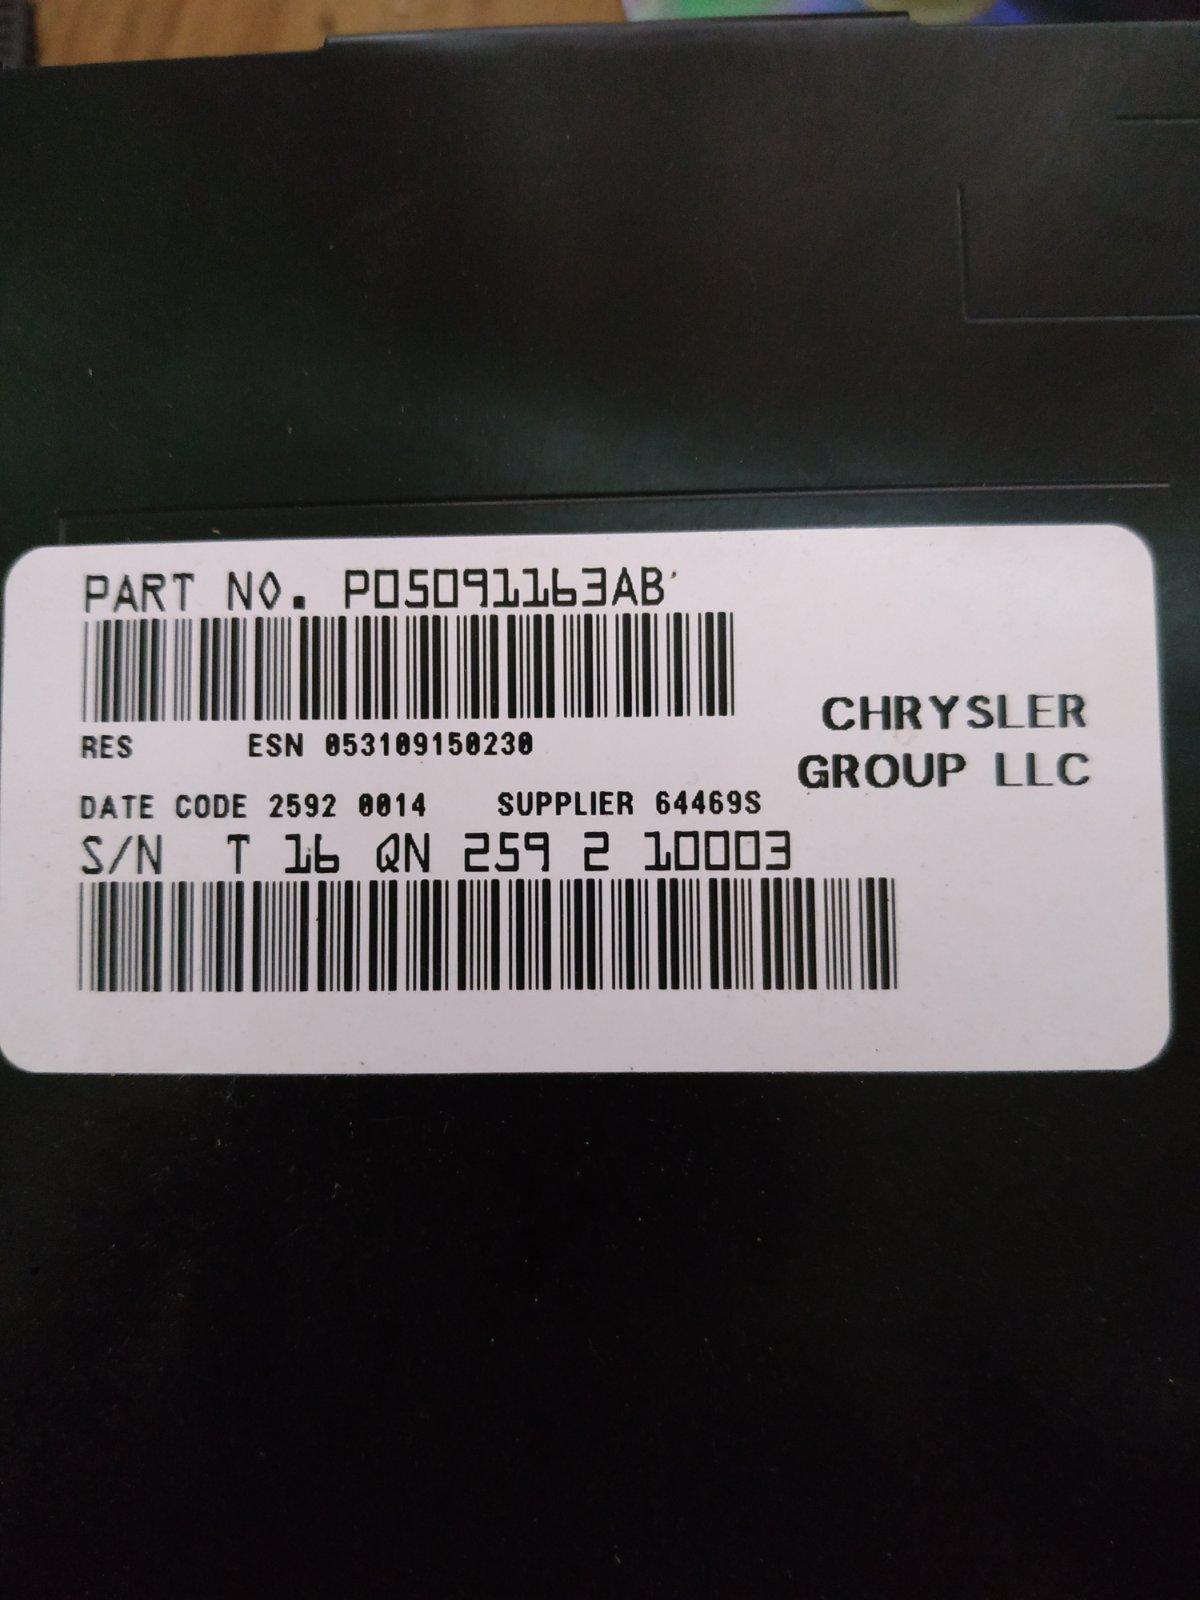 PART NO. P05091163AB
RES ESN 053109150230
CHRYSLER
GROUP LLC
DATE CODE 2592 0014 SUPPLIER 64469S
S/N T 16 QN 259 2 10003